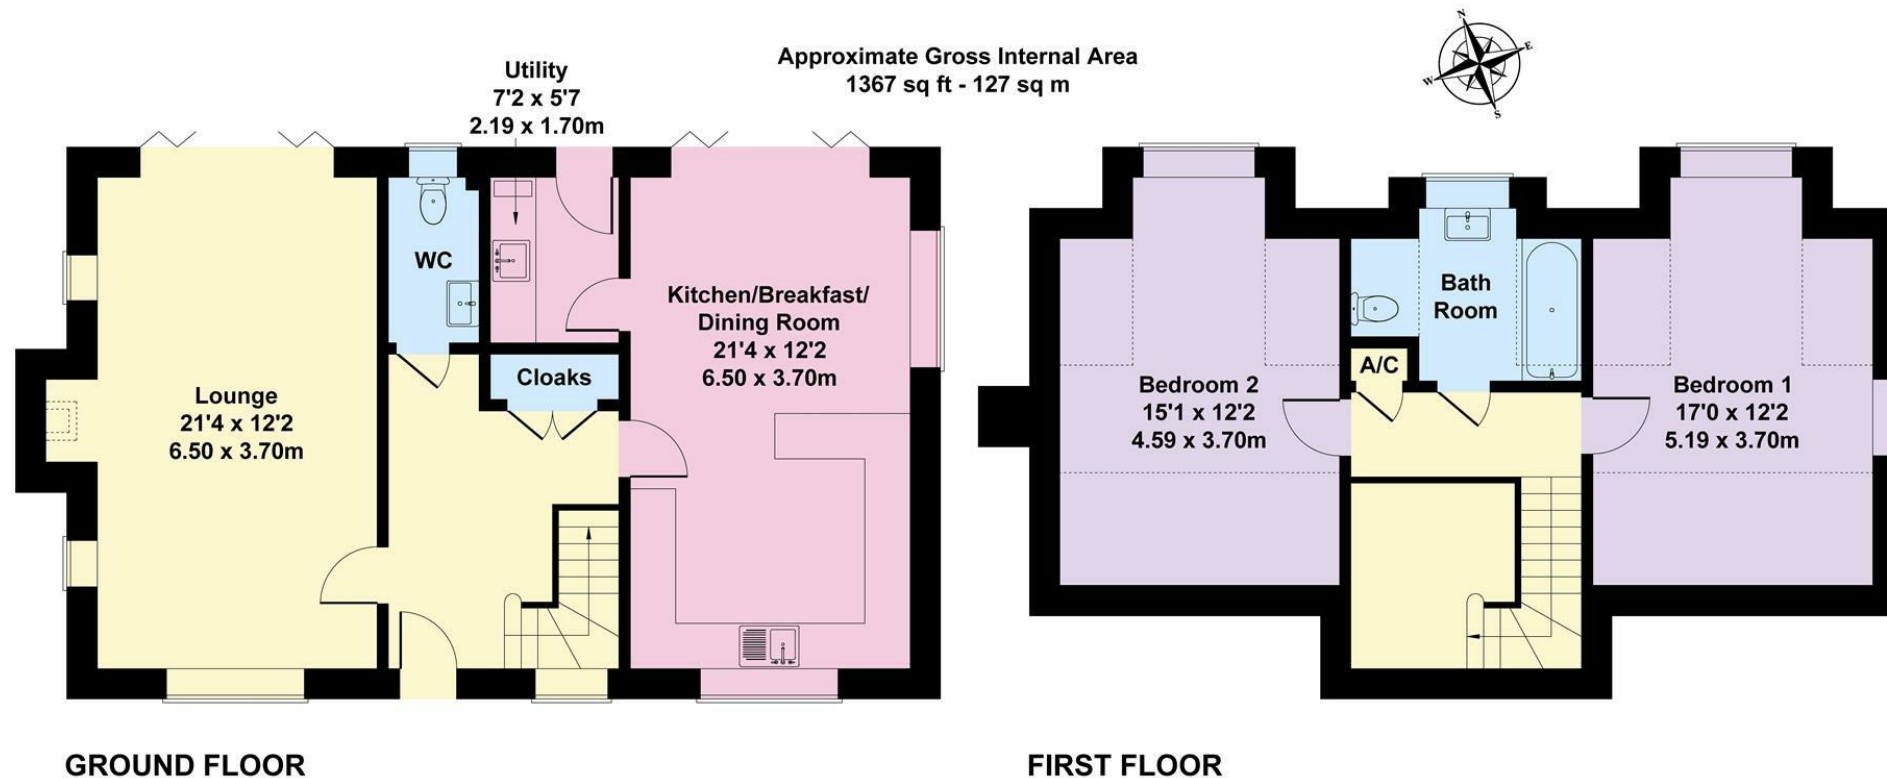 Approximate Gross Internal Area
1367 sq ft - 127 sq m
N
E
W
S
Utility
7'2 x 5'7
2.19 x 1.70m
WC
Cloaks
Lounge
21'4 x 12'2
6.50 x 3.70m
Kitchen/Breakfast/
Dining Room
21'4 x 12'2
6.50 x 3.70m
Bath
Room
A/C
Bedroom 2
15'1 x 12'2
4.59 x 3.70m
Bedroom 1
17'0 x 12'2
5.19 x 3.70m
GROUND FLOOR
FIRST FLOOR